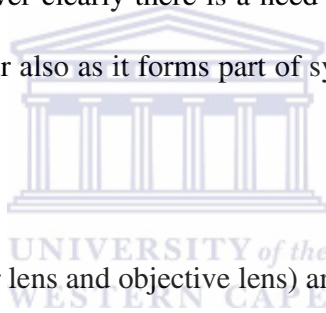 ver clearly there is a need
r also as it forms part of sy
UNIVERSITY of the
lens and objective lens) ar
WESTERN CAPE